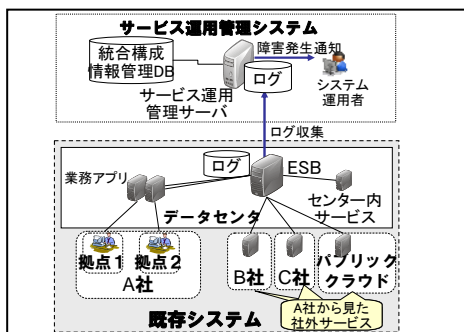 サービス運用管理システム
統合構成
情報管理DB
障害発生通知
ログ
システム
運用者
サービス運用
管理サーバ
ログ収集
ログ
ESB
業務アプリ
センター内
サービス
データセンタ
拠点1
拠点2
A社
B社
C社
パブリック
クラウド
A社から見た
社外サービス
既存システム